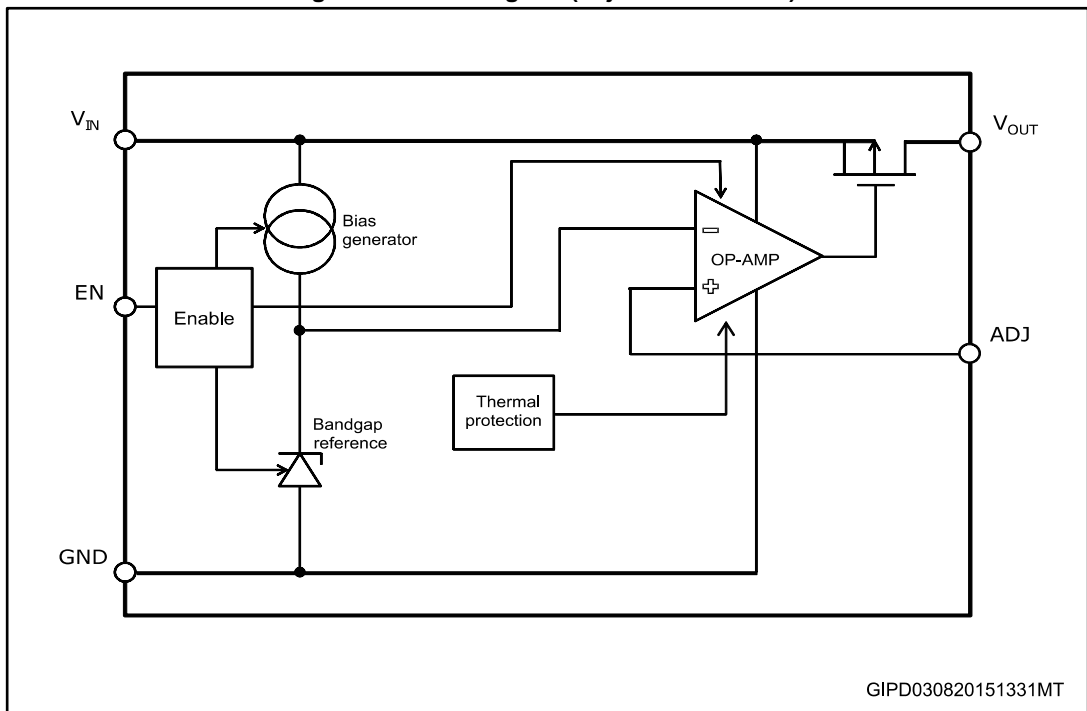 V_IN
V_OUT
Bias
generator
OP-AMP
EN
Enable
ADJ
Thermal
protection
Bandgap
reference
GND
GIPD030820151331MT